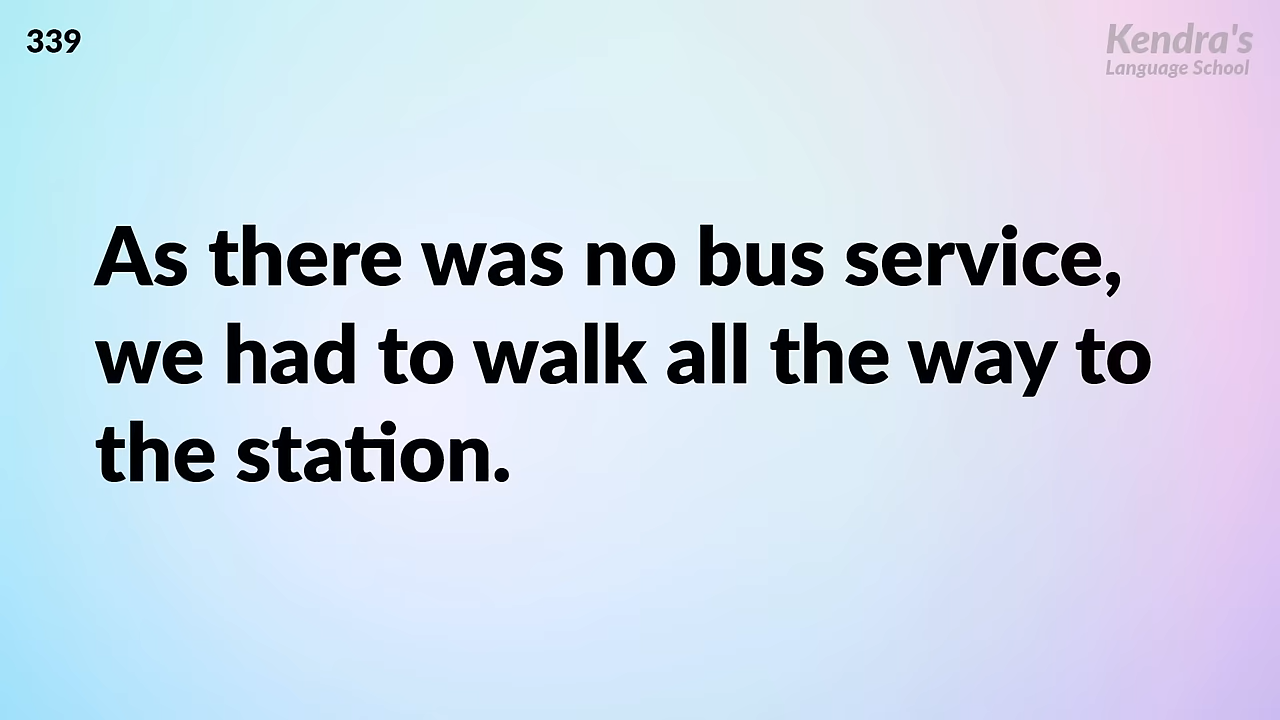 339
Kendra's
Language School
As there was no bus service,
we had to walk all the way to
the station.